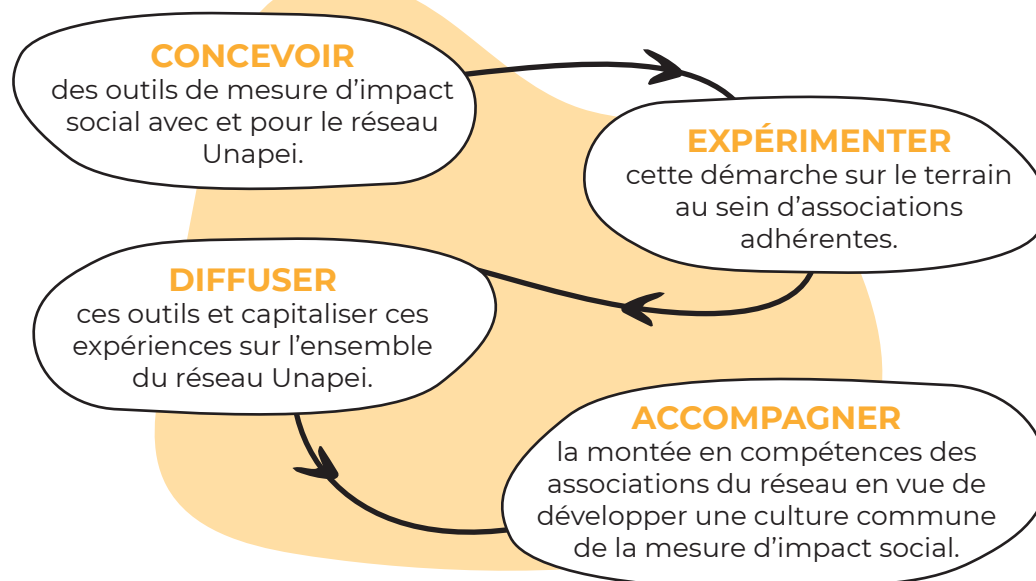 CONCEVOIR
des outils de mesure d’impact
social avec et pour le réseau
Unapei.
EXPÉRIMENTER
cette démarche sur le terrain
au sein d’associations
adhérentes.
DIFFUSER
ces outils et capitaliser ces
expériences sur l’ensemble
du réseau Unapei.
ACCOMPAGNER
la montée en compétences des
associations du réseau en vue de
développer une culture commune
de la mesure d’impact social.